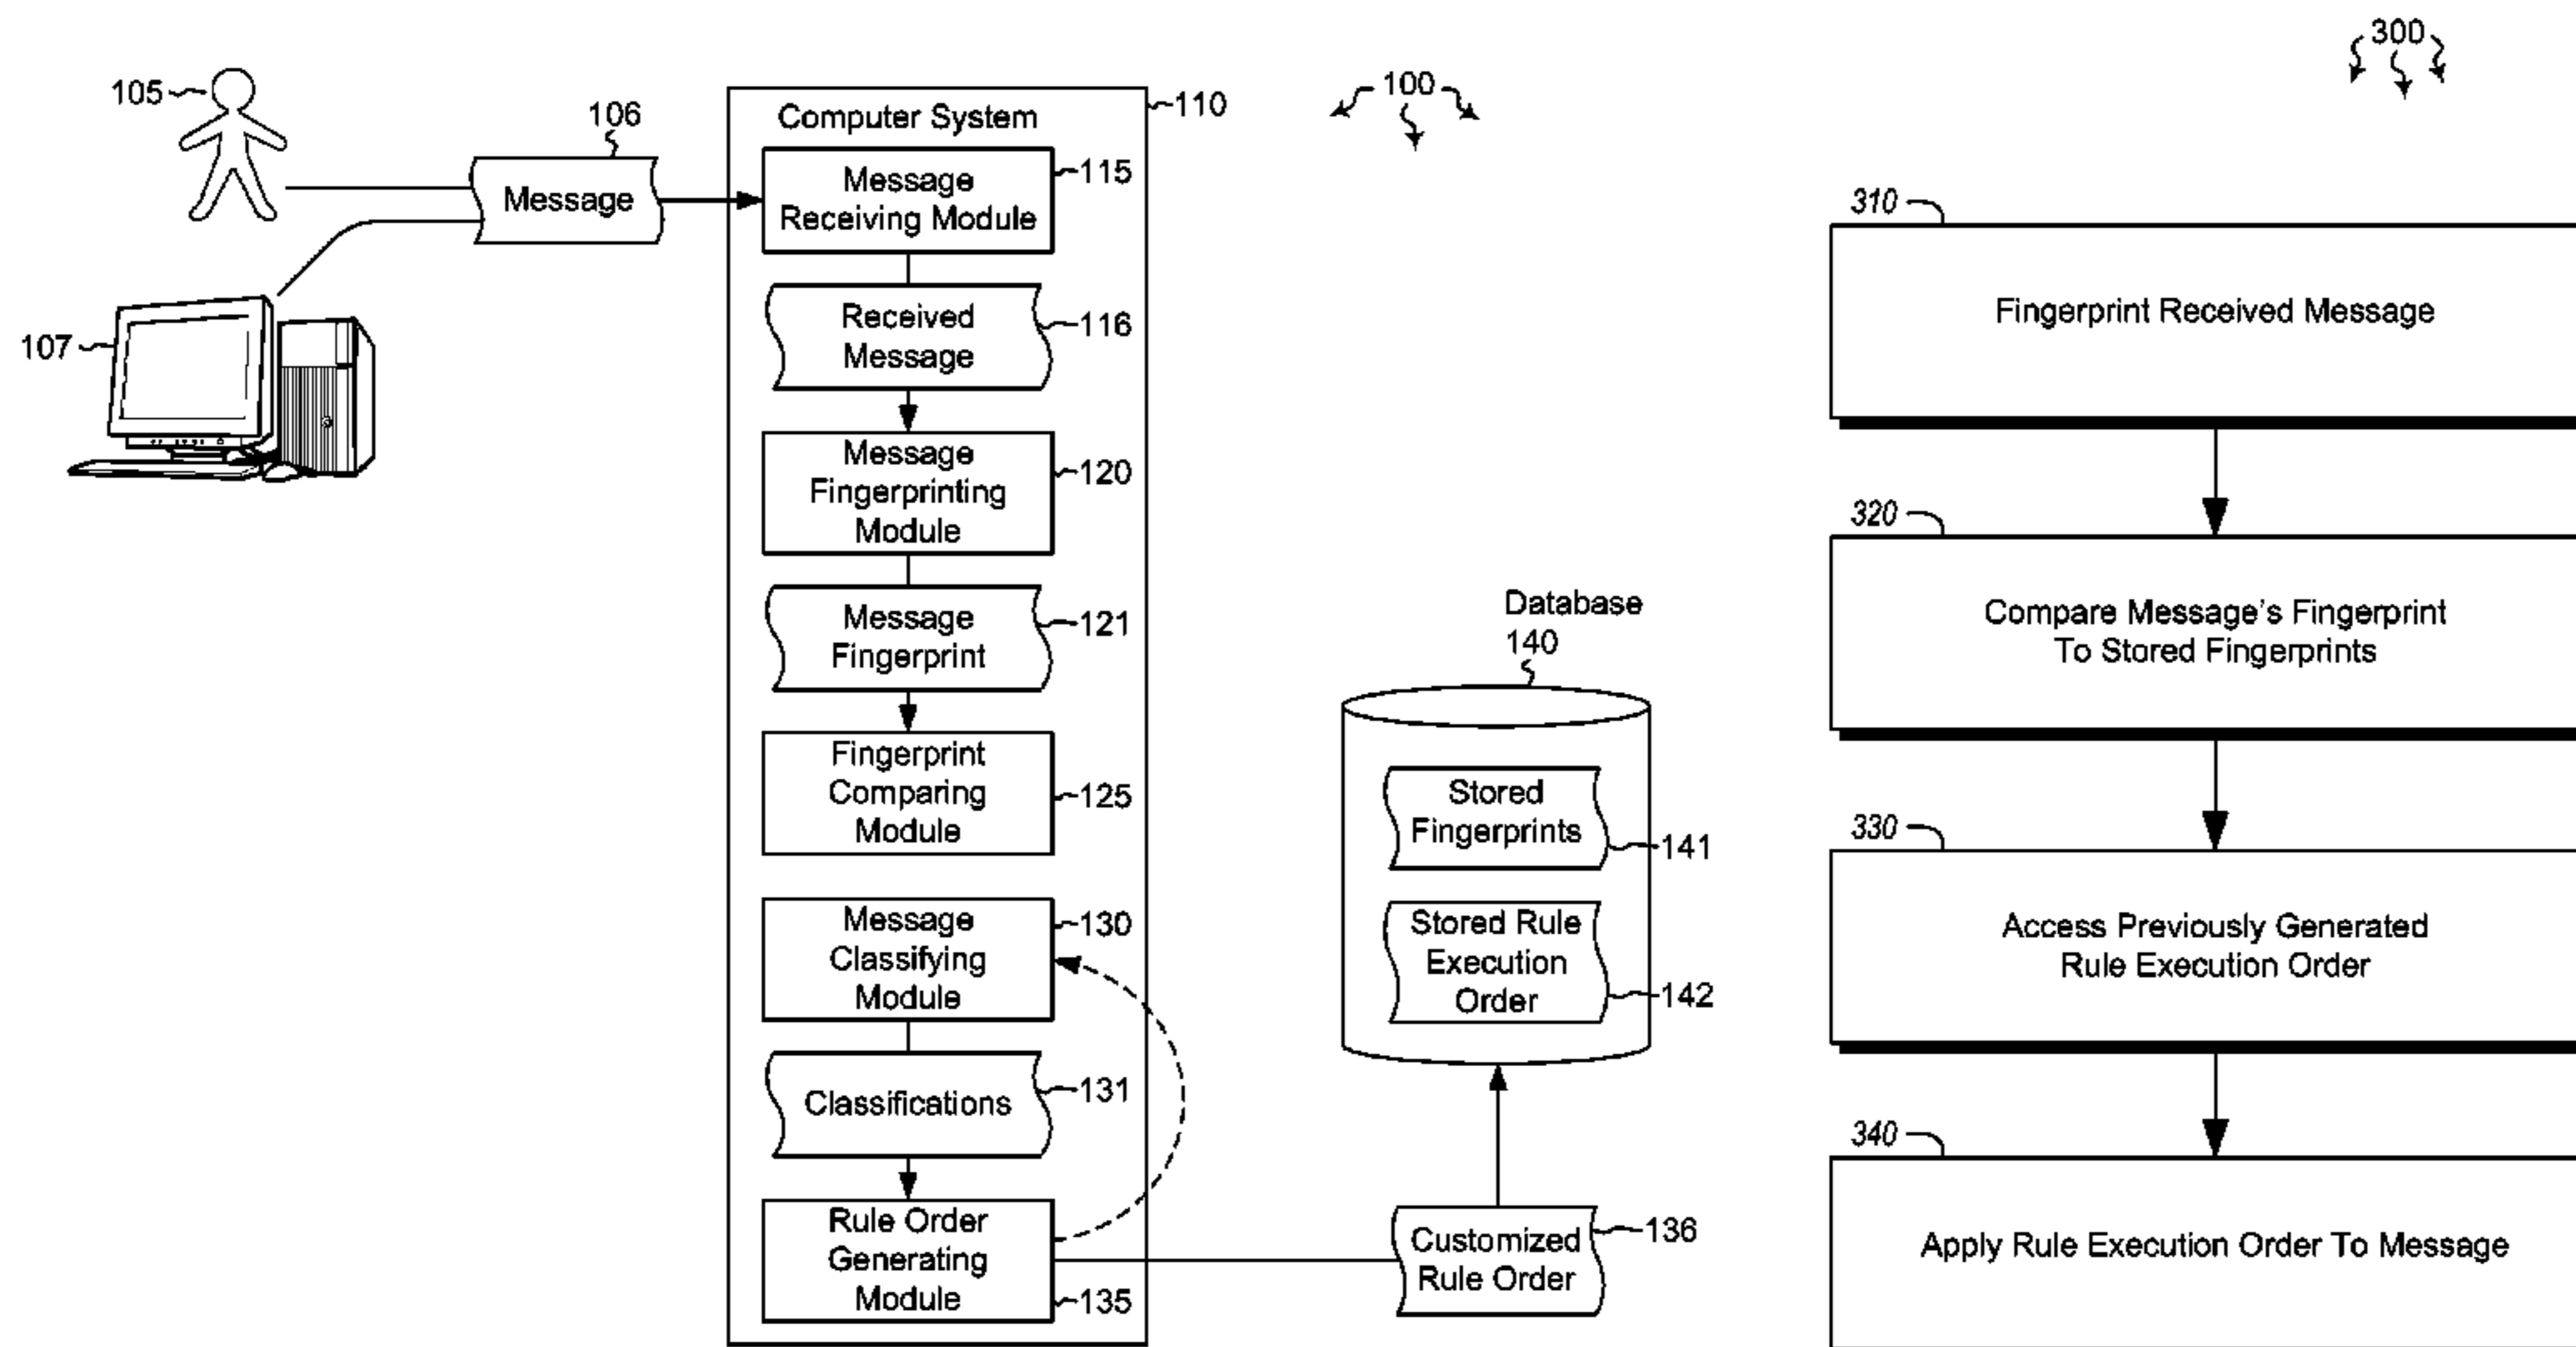 105
106
Message
107
Computer System
110
Message
Receiving Module
115
Received
Message
116
Message
Fingerprinting
Module
120
Message
Fingerprint
121
Fingerprint
Comparing
Module
125
Message
Classifying
Module
130
Classifications
131
Rule Order
Generating
Module
135
100
Database
140
Stored
Fingerprints
141
Stored Rule
Execution
Order
142
Customized
Rule Order
136
300
310
Fingerprint Received Message
320
Compare Message's Fingerprint
To Stored Fingerprints
330
Access Previously Generated
Rule Execution Order
340
Apply Rule Execution Order To Message